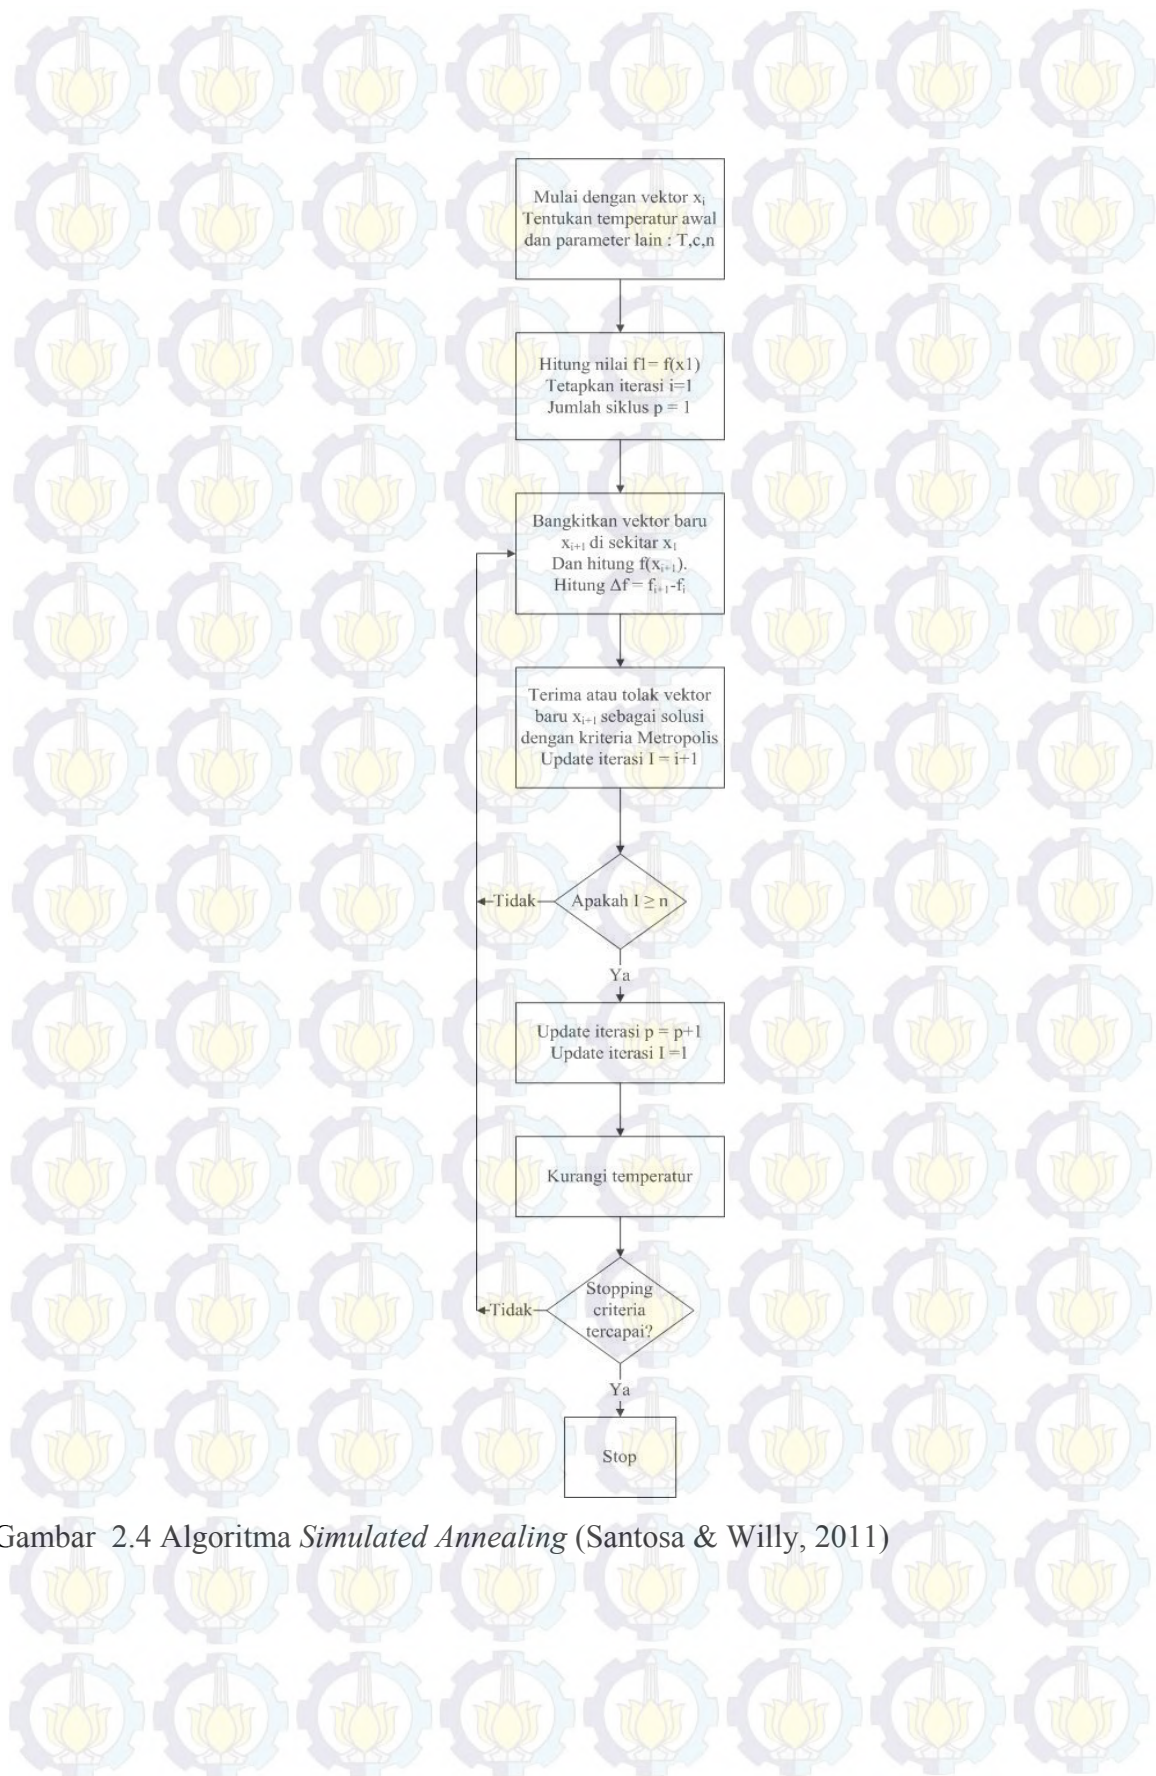 Mulai dengan vektor xᵢ
Tentukan temperatur awal
dan parameter lain : T,c,n
Hitung nilai f1= f(x1)
Tetapkan iterasi i=1
Jumlah siklus p = 1
Bangkitkan vektor baru
xᵢ₊₁ di sekitar x₁
Dan hitung f(xᵢ₊₁).
Hitung Δf = fᵢ₊₁-fᵢ
Terima atau tolak vektor
baru xᵢ₊₁ sebagai solusi
dengan kriteria Metropolis
Update iterasi I = i+1
Tidak
Apakah I ≥ n
Ya
Update iterasi p = p+1
Update iterasi I =1
Kurangi temperatur
Stopping
Tidak
criteria
tercapai?
Ya
Stop
Gambar 2.4 Algoritma Simulated Annealing (Santosa & Willy, 2011)